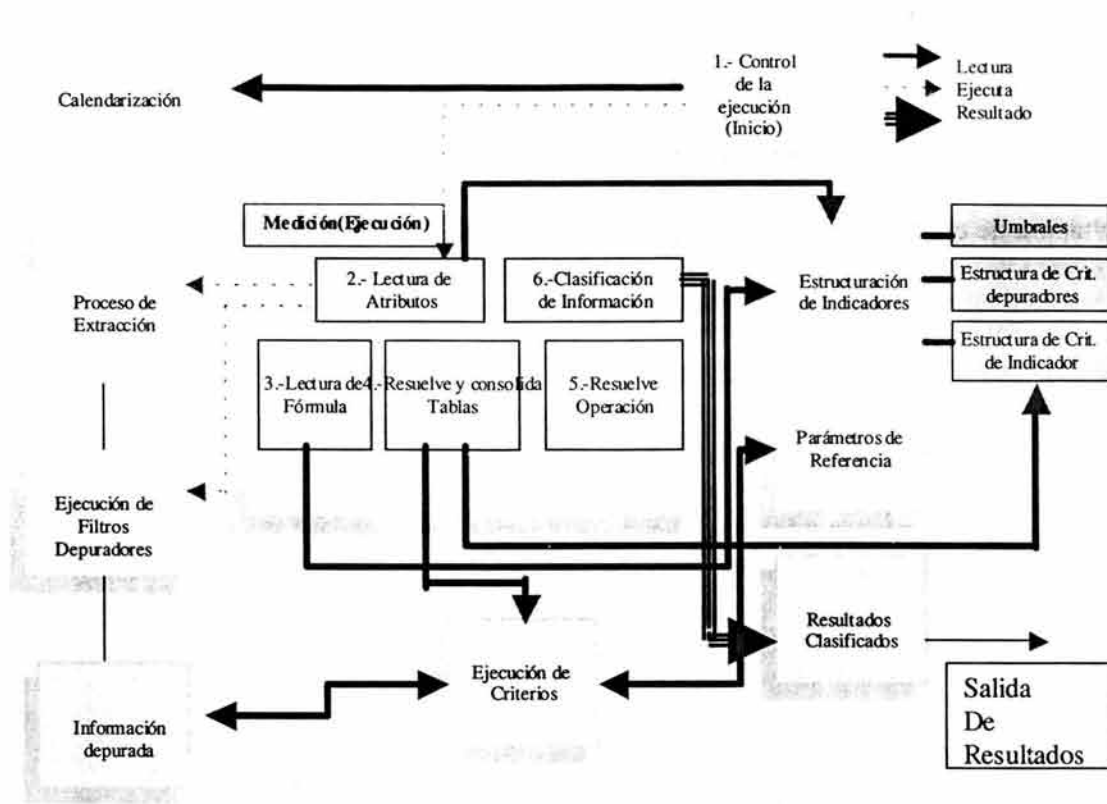 1.- Control
de la
ejecución
(Inicio)
Lectura
Ejecuta
Resultado
Calendarización
Medición(Ejecución)
2.- Lectura de
Atributos
6.-Clasificación
de Información
Proceso de
Extracción
Estructuración
de Indicadores
Umbrales
Estructura de Crit.
depuradores
Estructura de Crit.
de Indicador
3.-Lectura de
Fórmula
4.-Resuelve y consolida
Tablas
5.-Resuelve
Operación
Parámetros de
Referencia
Ejecución de
Filtros
Depuradores
Resultados
Clasificados
Ejecución de
Criterios
Información
depurada
Salida
De
Resultados